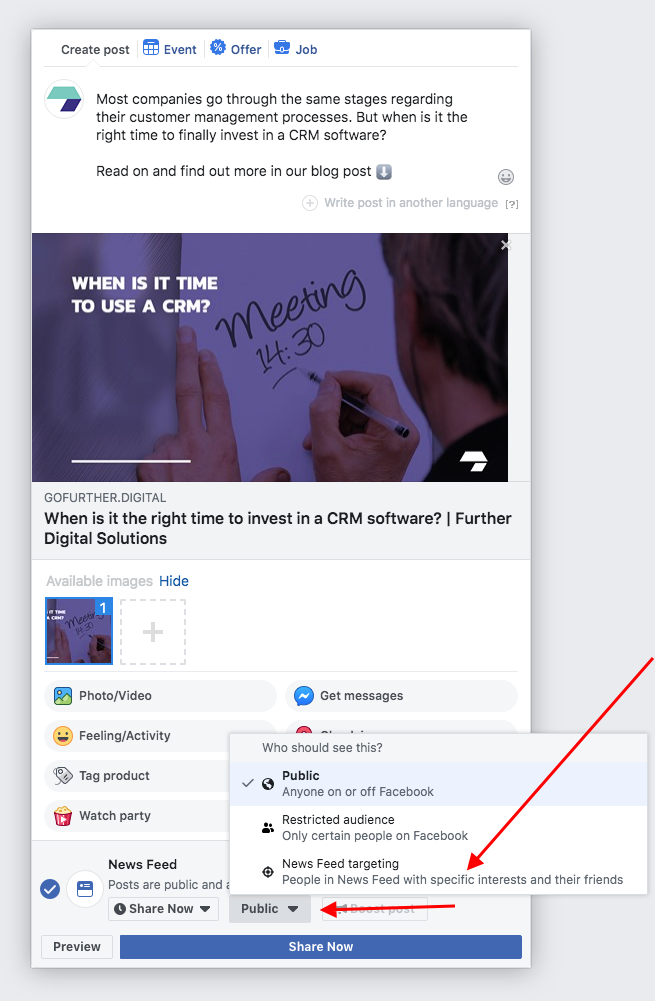 Create post Event Offer Job
Most companies go through the same stages regarding
their customer management processes. But when is it the
right time to finally invest in a CRM software?
Read on and find out more in our blog post ⬇️
Write post in another language [?]
WHEN IS IT TIME
TO USE A CRM?
Meeting
14:30
GOFURTHER.DIGITAL
When is it the right time to invest in a CRM software? | Further
Digital Solutions
Available images Hide
IT TIME
A CRM?
Meeting
14:30
1
Photo/Video Get messages
Feeling/Activity
Tag product
Watch party
Who should see this?
Public
Anyone on or off Facebook
Restricted audience
Only certain people on Facebook
News Feed targeting
People in News Feed with specific interests and their friends
News Feed
Posts are public and a
Share Now Public Boost post
Preview Share Now